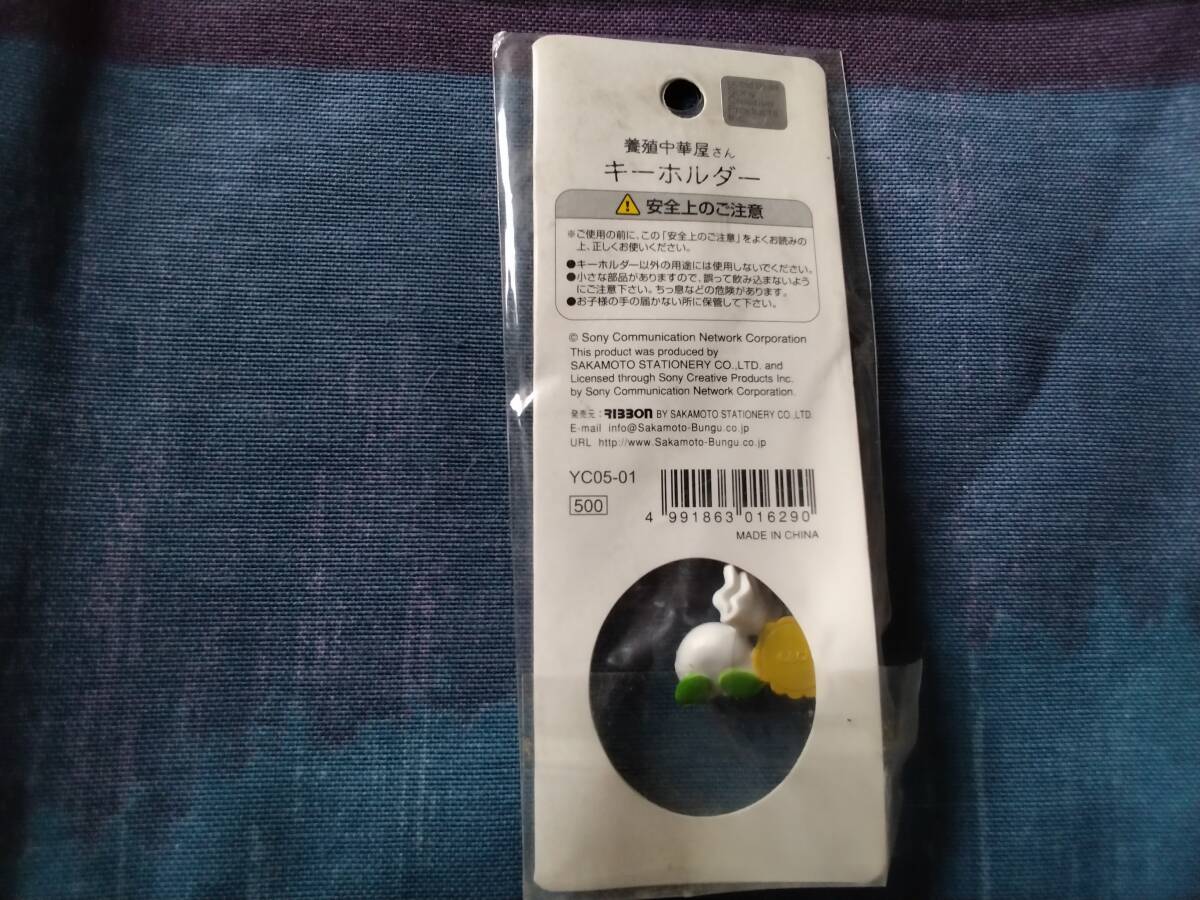 養殖中華屋さん
キーホルダー
安全上のご注意
※ご使用の前に、この「安全上のご注意」をよくお読みの
上、正しくお使いください。
●キーホルダー以外の用途には使用しないでください。
●小さな部品がありますので、誤って飲み込まないよう
にご注意下さい。ちっ息などの危険があります。
●お子様の手の届かない所に保管して下さい。
© Sony Communication Network Corporation
This product was produced by
SAKAMOTO STATIONERY CO.,LTD. and
Licensed through Sony Creative Products Inc.
by Sony Communication Network Corporation.
発売元：RIBBON BY SAKAMOTO STATIONERY CO.,LTD.
E-mail info@Sakamoto-Bungu.co.jp
URL http://www.Sakamoto-Bungu.co.jp
YC05-01
500
4 991863 016290
MADE IN CHINA